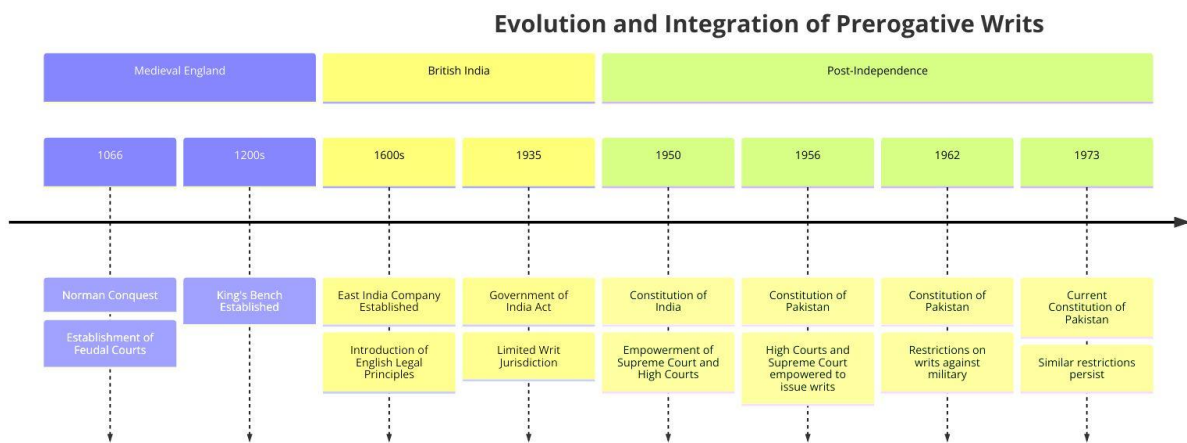 Evolution and Integration of Prerogative Writs
Medieval England
British India
Post-Independence
1066
1200s
1600s
1935
1950
1956
1962
1973
Norman Conquest
Establishment of
Feudal Courts
King's Bench
Established
East India Company
Established
Introduction of
English Legal
Principles
Government of
India Act
Limited Writ
Jurisdiction
Constitution of
India
Empowerment of
Supreme Court and
High Courts
Constitution of
Pakistan
High Courts and
Supreme Court
empowered to
issue writs
Constitution of
Pakistan
Restrictions on
writs against
military
Current
Constitution of
Pakistan
Similar restrictions
persist